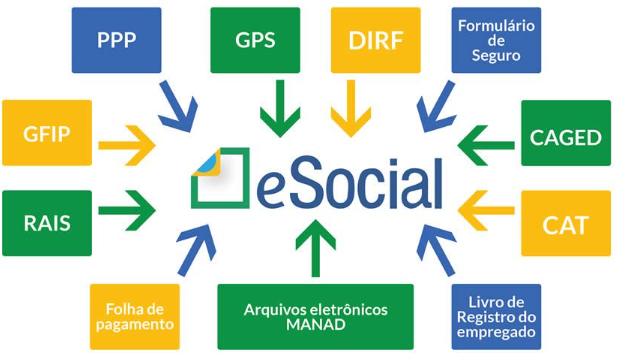 PPP
GPS
DIRF
Formulário
de
Seguro
GFIP
CAGED
eSocial
RAIS
CAT
Folha de
pagamento
Arquivos eletrônicos
MANAD
Livro de
Registro do
empregado